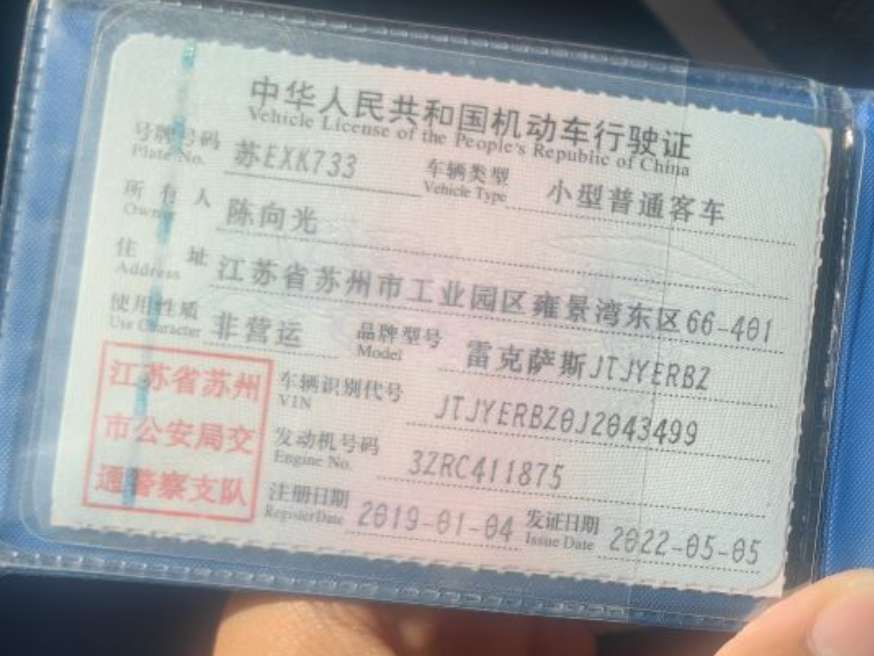 中华人民共和国机动车行驶证
Vehicle License of the People's Republic of China
号牌号码 苏EXK733 车辆类型 小型普通客车
Plate No. Vehicle Type
所有人 陈向光
Owner
住址 江苏省苏州市工业园区雍景湾东区66-401
Address
使用性质 非营运 品牌型号 雷克萨斯JTJYERBZ
Use Character Model
江苏省苏州
市公安局交
通警察支队
车辆识别代号 JTJYERBZ0J2043499
VIN
发动机号码 3ZRC411875
Engine No.
注册日期 2019-01-04 发证日期 2022-05-05
Register Date Issue Date